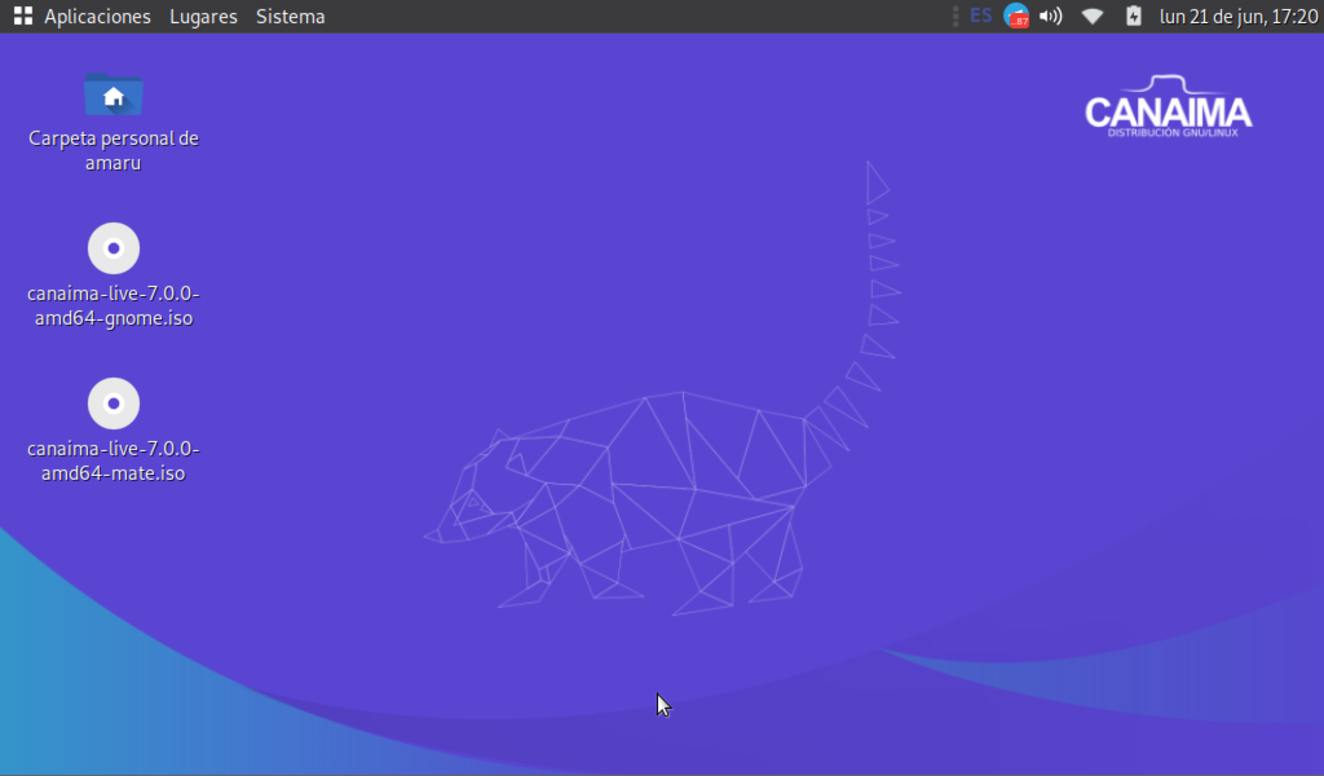 Aplicaciones Lugares Sistema ES ..87 lun 21 de jun, 17:20
Carpeta personal de
amaru
canaima-live-7.0.0-
amd64-gnome.iso
canaima-live-7.0.0-
amd64-mate.iso
CANAIMA
DISTRIBUCIÓN GNU/LINUX